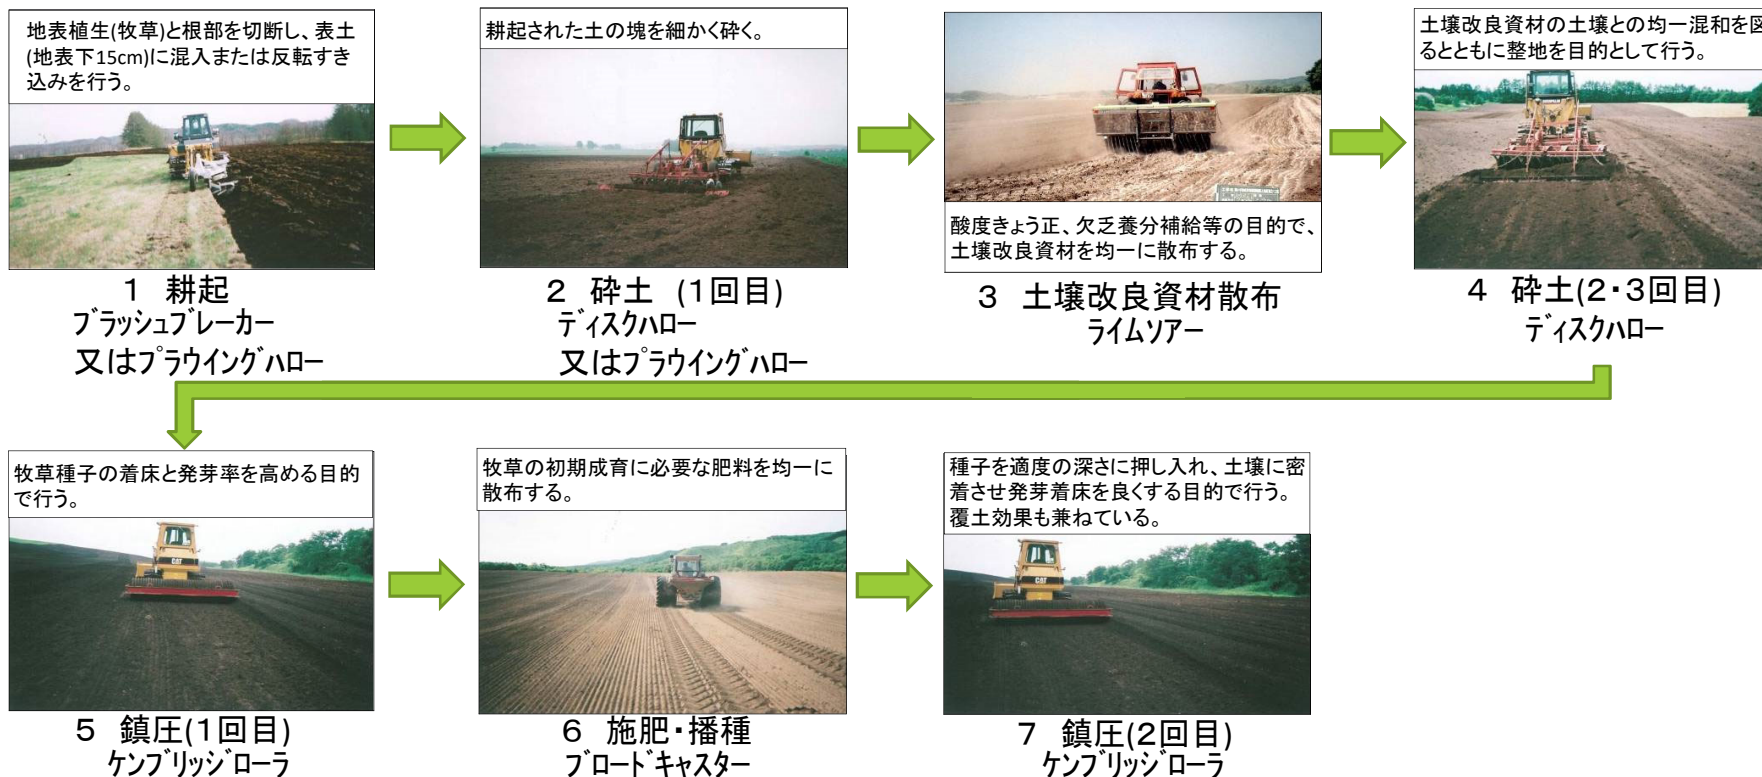 地表植生(牧草)と根部を切断し、表土
(地表下15cm)に混入または反転すき
込みを行う。
1 耕起
ブラッシュブレーカー
又はプラウイングハロー
耕起された土の塊を細かく砕く。
2 砕土 (1回目)
ディスクハロー
又はプラウイングハロー
酸度きょう正、欠乏養分補給等の目的で、
土壌改良資材を均一に散布する。
3 土壌改良資材散布
ライムソアー
土壌改良資材の土壌との均一混和を図
るとともに整地を目的として行う。
4 砕土(2・3回目)
ディスクハロー
牧草種子の着床と発芽率を高める目的
で行う。
CAT
5 鎮圧(1回目)
ケンブリッジローラ
牧草の初期成育に必要な肥料を均一に
散布する。
6 施肥・播種
ブロードキャスター
種子を適度の深さに押し入れ、土壌に密
着させ発芽着床を良くする目的で行う。
覆土効果も兼ねている。
CAT
7 鎮圧(2回目)
ケンブリッジローラ